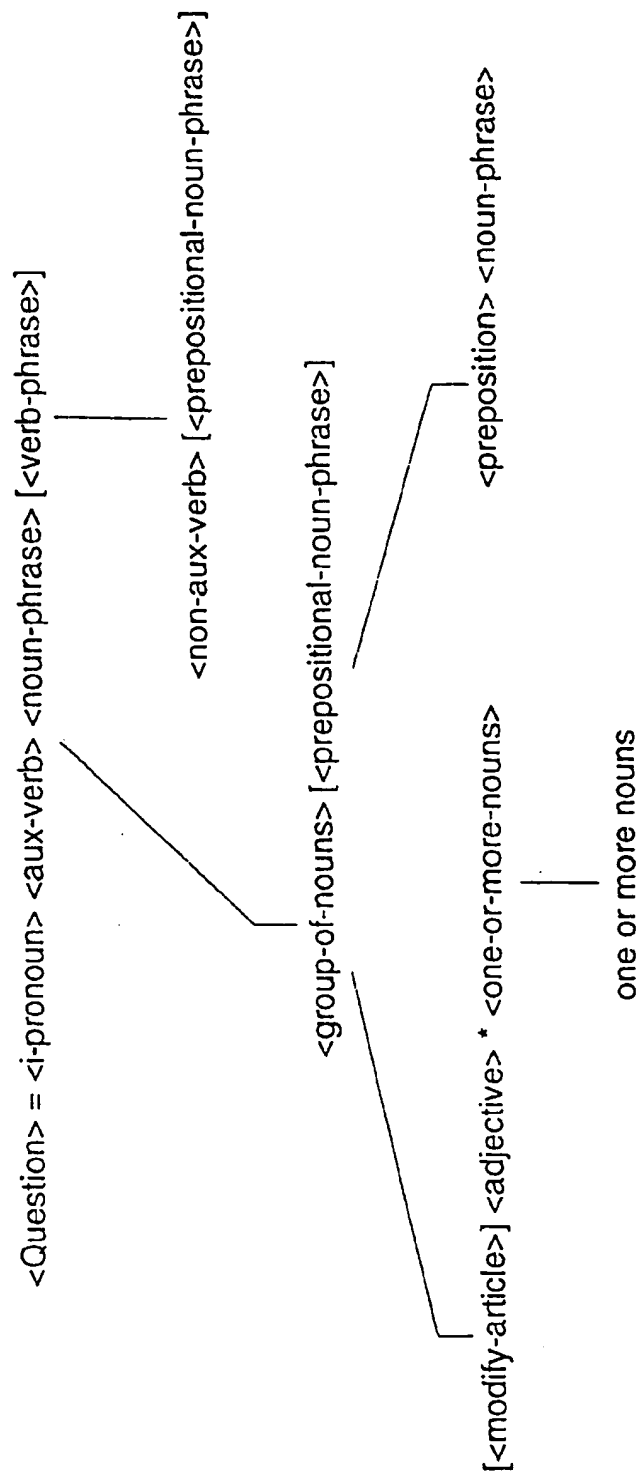 <Question> = <i-pronoun> <aux-verb> <noun-phrase> [<verb-phrase>]
<non-aux-verb> [<prepositional-noun-phrase>]
<group-of-nouns> [<prepositional-noun-phrase>]
[<modify-article>] <adjective> * <one-or-more-nouns>
<preposition> <noun-phrase>
one or more nouns